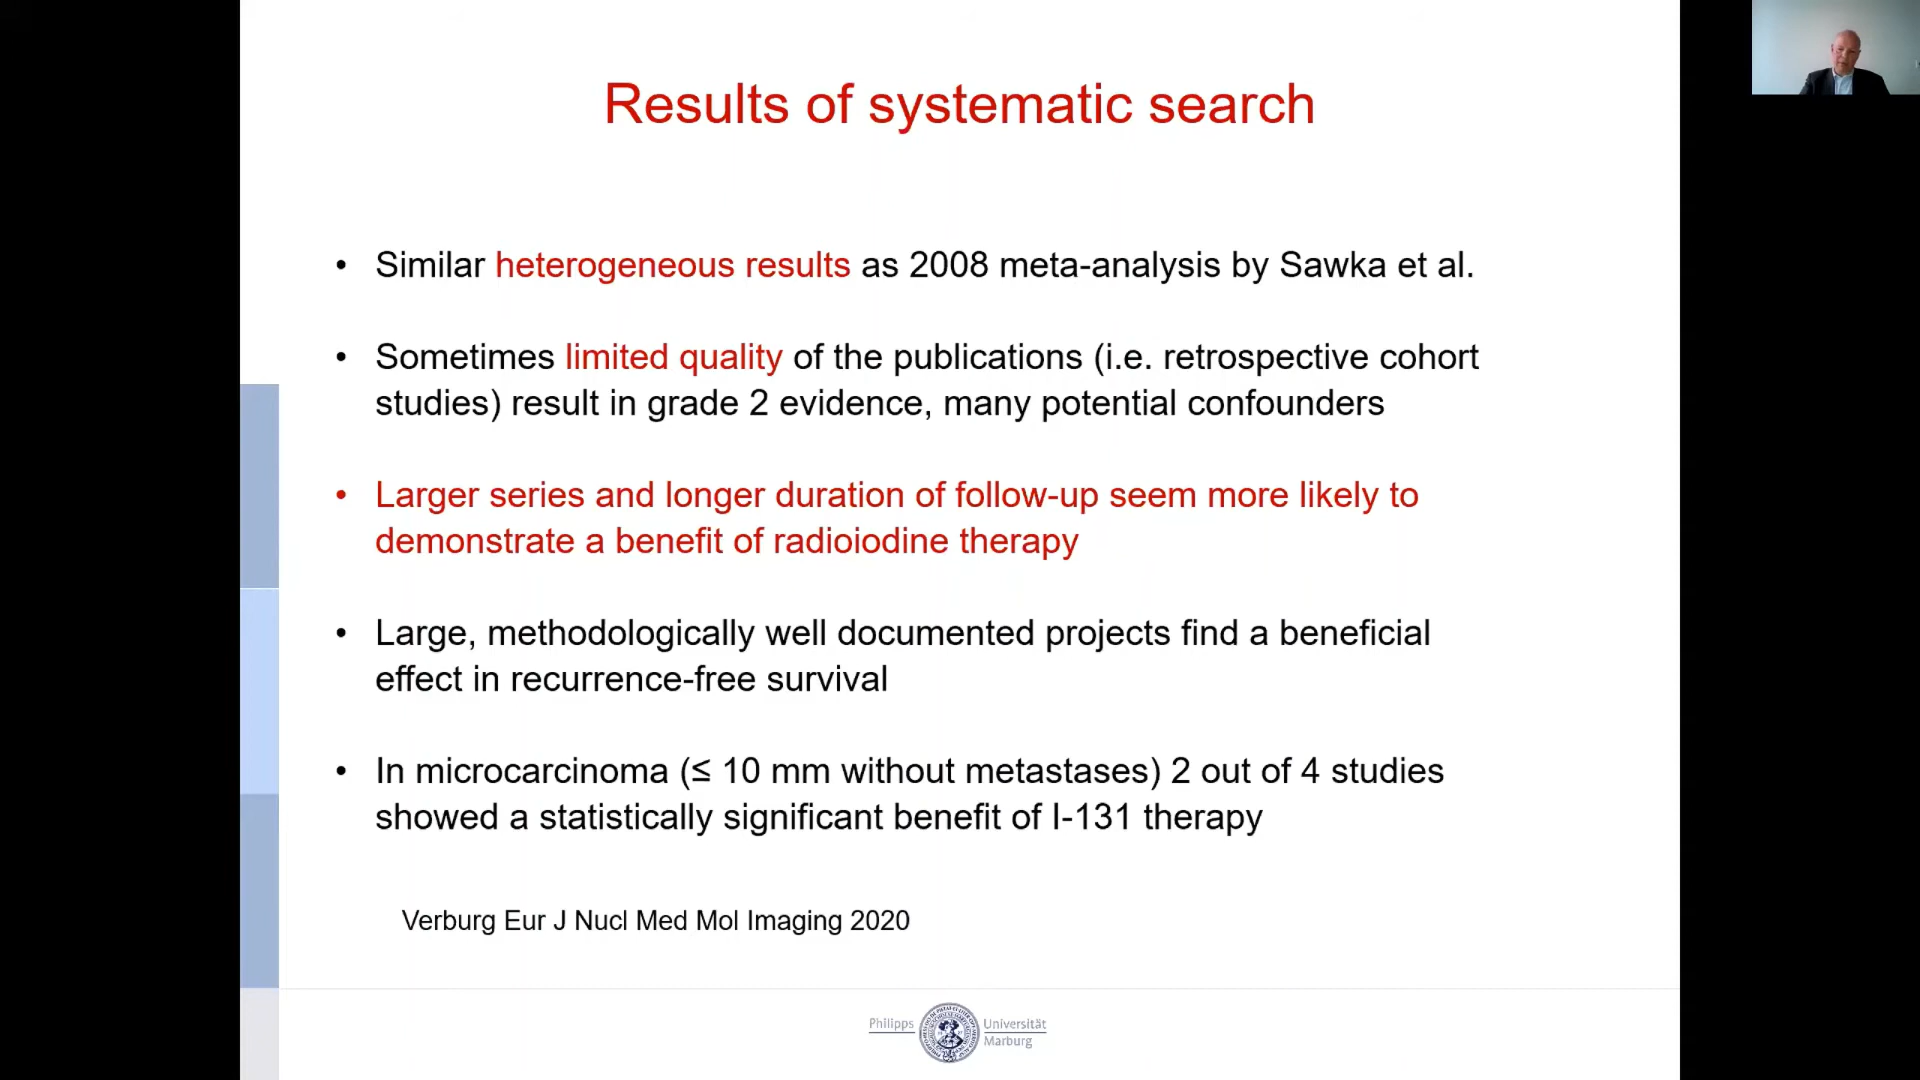 Results of systematic search
• Similar heterogeneous results as 2008 meta-analysis by Sawka et al.
• Sometimes limited quality of the publications (i.e. retrospective cohort
studies) result in grade 2 evidence, many potential confounders
• Larger series and longer duration of follow-up seem more likely to
demonstrate a benefit of radioiodine therapy
• Large, methodologically well documented projects find a beneficial
effect in recurrence-free survival
• In microcarcinoma (≤ 10 mm without metastases) 2 out of 4 studies
showed a statistically significant benefit of I-131 therapy
Verburg Eur J Nucl Med Mol Imaging 2020
Philipps Universität
Marburg